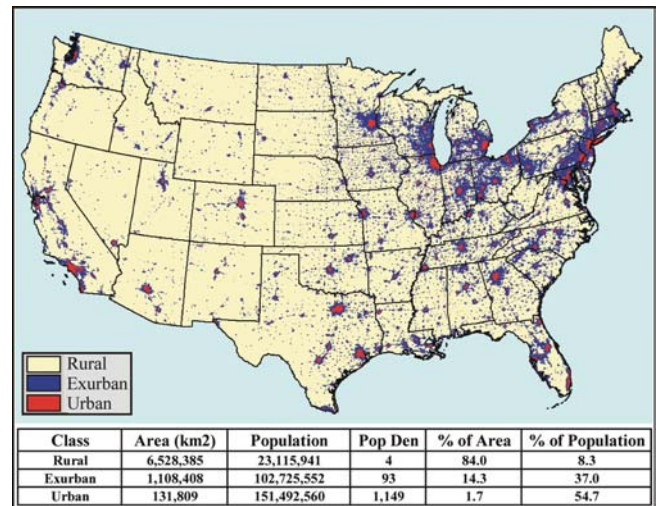 Rural
Exurban
Urban
Class Area (km2) Population Pop Den % of Area % of Population
Rural 6,528,385 23,115,941 4 84.0 8.3
Exurban 1,108,408 102,725,552 93 14.3 37.0
Urban 131,809 151,492,560 1,149 1.7 54.7